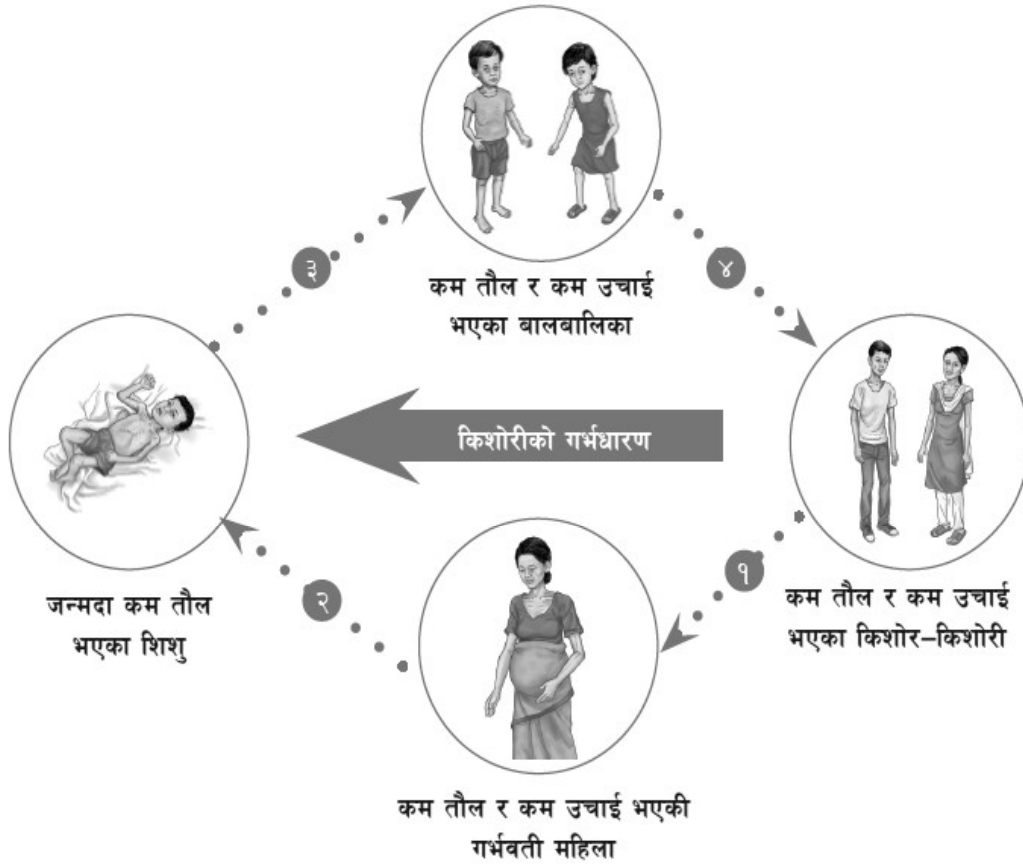 कम तौल र कम उचाई
भएका बालबालिका
३
४
किशोरीको गर्भधारण
जन्मदा कम तौल
भएका शिशु
२
१
कम तौल र कम उचाई
भएका किशोर–किशोरी
कम तौल र कम उचाई भएकी
गर्भवती महिला